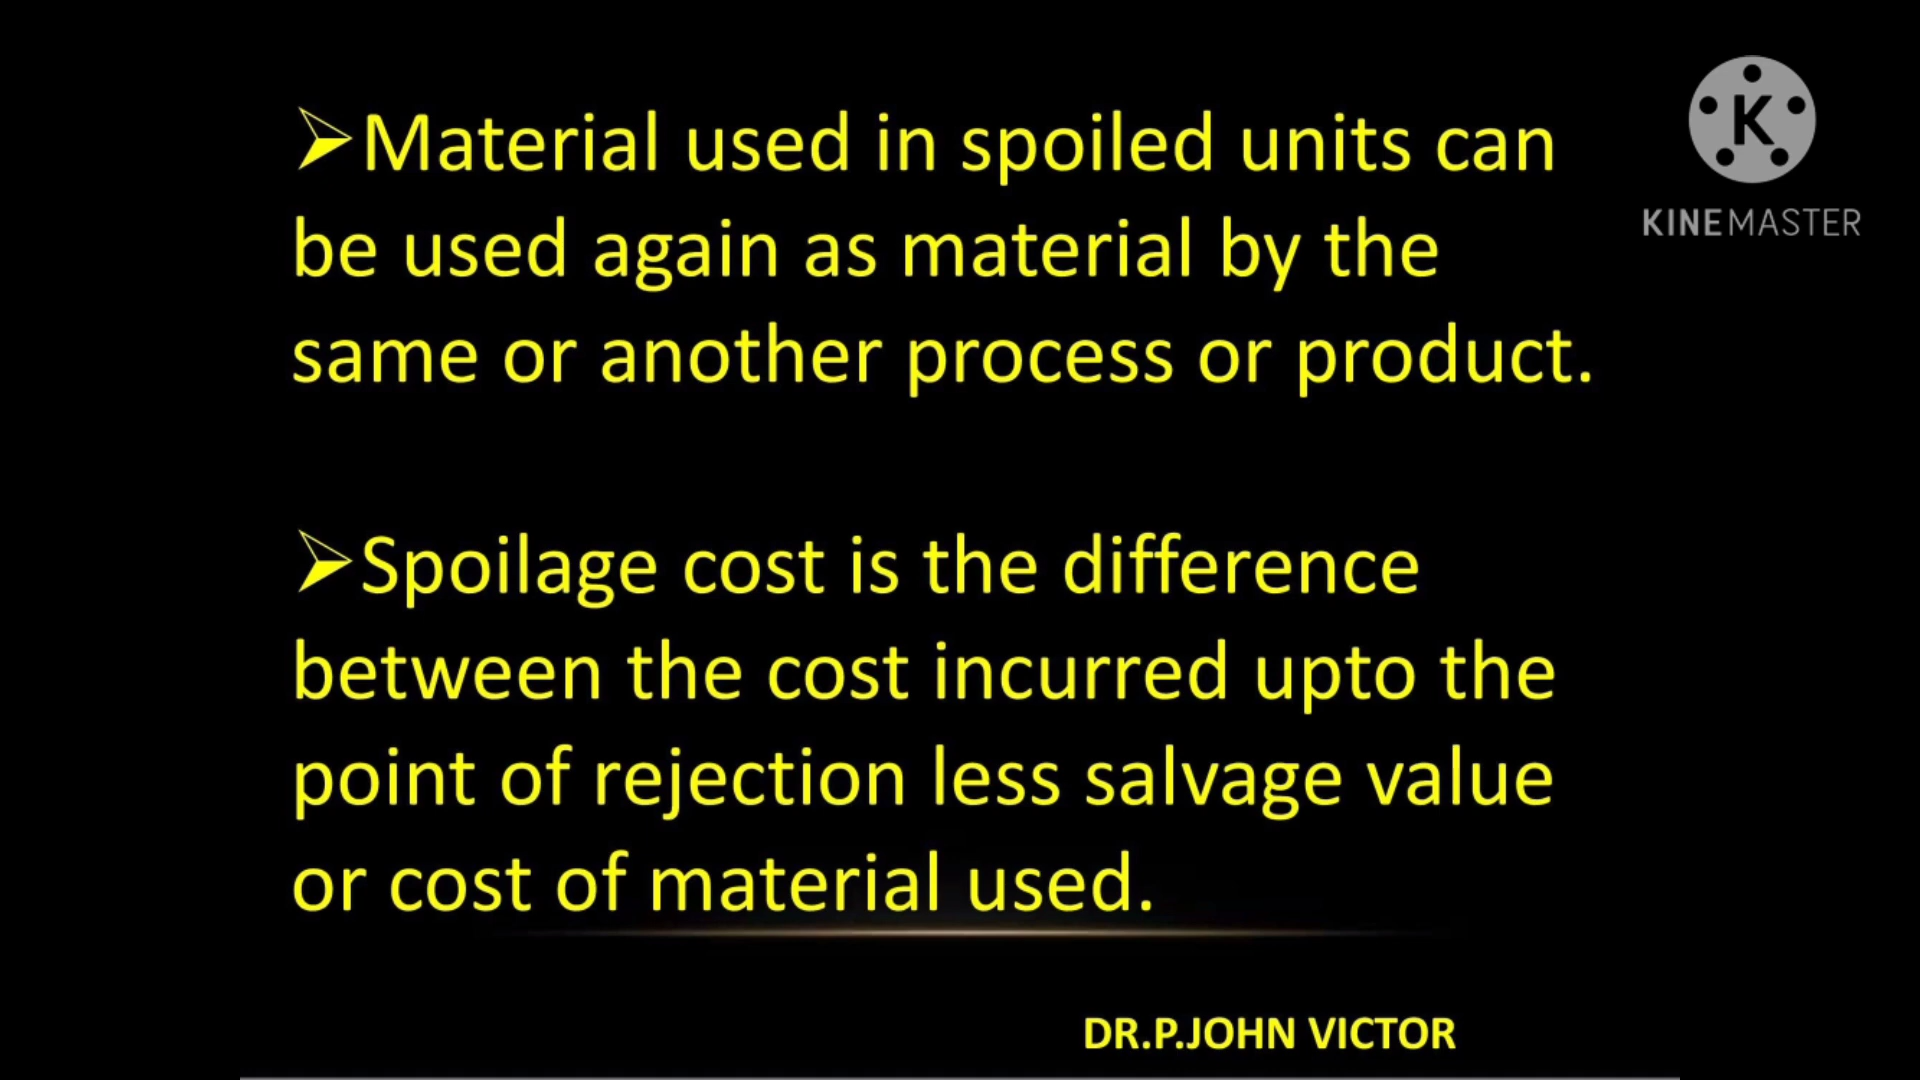 ➢Material used in spoiled units can
be used again as material by the
same or another process or product.
➢Spoilage cost is the difference
between the cost incurred upto the
point of rejection less salvage value
or cost of material used.
DR.P.JOHN VICTOR
K
KINEMASTER